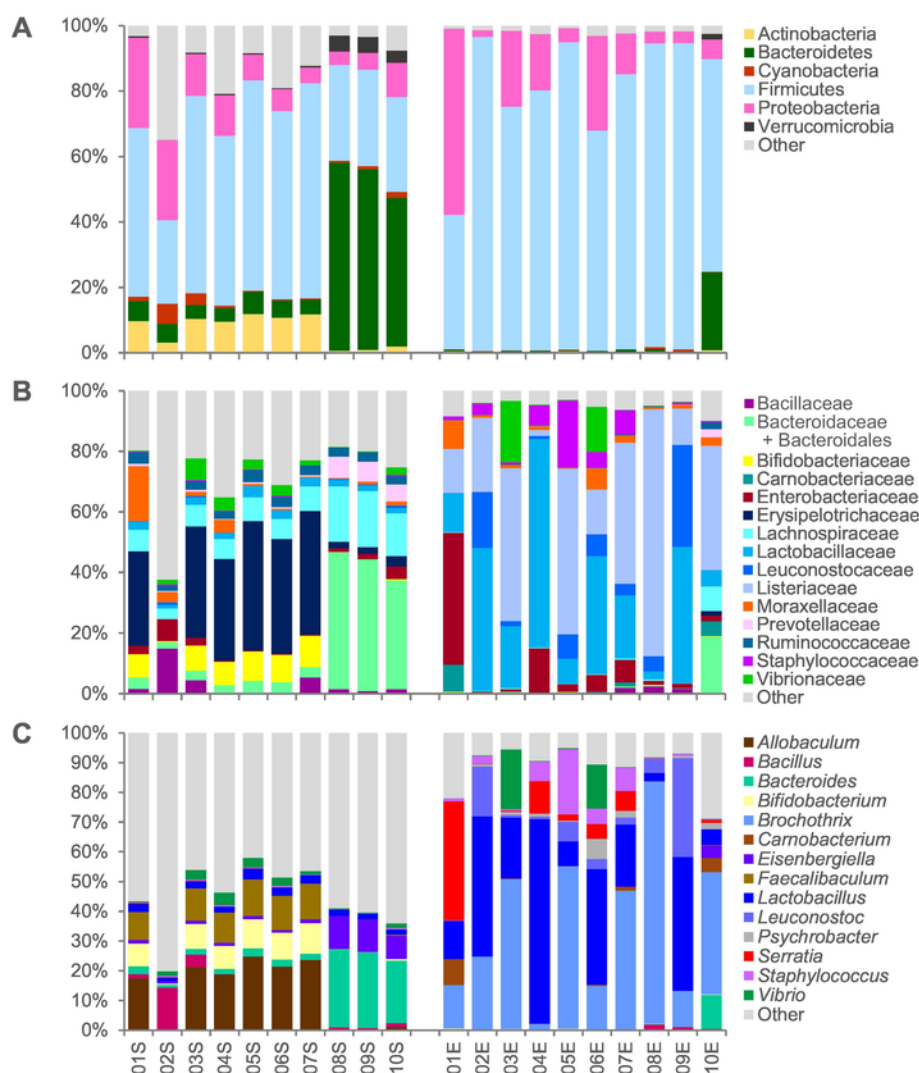 A
100%
80%
60%
40%
20%
0%
Actinobacteria
Bacteroidetes
Cyanobacteria
Firmicutes
Proteobacteria
Verrucomicrobia
Other
B
100%
80%
60%
40%
20%
0%
Bacillaceae
Bacteroidaceae
+ Bacteroidales
Bifidobacteriaceae
Carnobacteriaceae
Enterobacteriaceae
Erysipelotrichaceae
Lachnospiraceae
Lactobacillaceae
Leuconostocaceae
Listeriaceae
Moraxellaceae
Prevotellaceae
Ruminococcaceae
Staphylococcaceae
Vibrionaceae
Other
C
100%
90%
80%
70%
60%
50%
40%
30%
20%
10%
0%
Allobaculum
Bacillus
Bacteroides
Bifidobacterium
Brochothrix
Carnobacterium
Eisenbergiella
Faecalibaculum
Lactobacillus
Leuconostoc
Psychrobacter
Serratia
Staphylococcus
Vibrio
Other
01S 02S 03S 04S 05S 06S 07S 08S 09S 10S 01E 02E 03E 04E 05E 06E 07E 08E 09E 10E